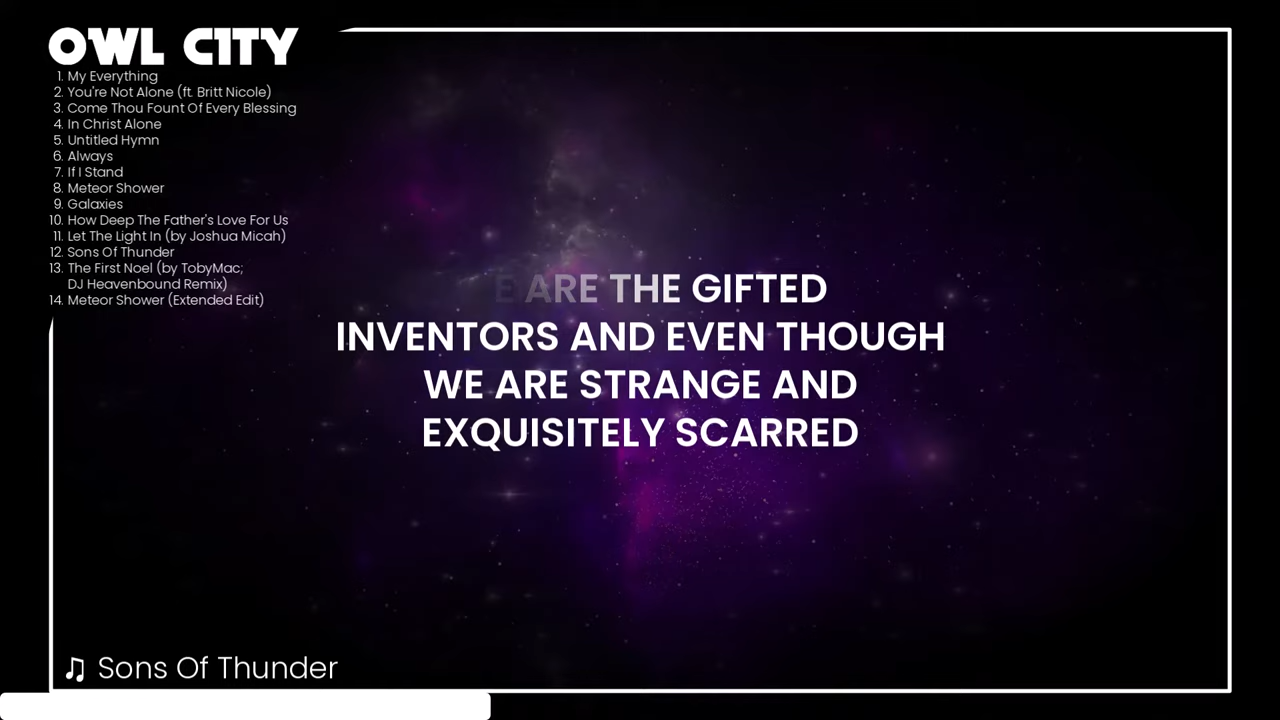 OWL CITY
1. My Everything
2. You're Not Alone (ft. Britt Nicole)
3. Come Thou Fount Of Every Blessing
4. In Christ Alone
5. Untitled Hymn
6. Always
7. If I Stand
8. Meteor Shower
9. Galaxies
10. How Deep The Father's Love For Us
11. Let The Light In (by Joshua Micah)
12. Sons Of Thunder
13. The First Noel (by TobyMac;
DJ Heavenbound Remix)
14. Meteor Shower (Extended Edit)
E ARE THE GIFTED
INVENTORS AND EVEN THOUGH
WE ARE STRANGE AND
EXQUISITELY SCARRED
♫ Sons Of Thunder